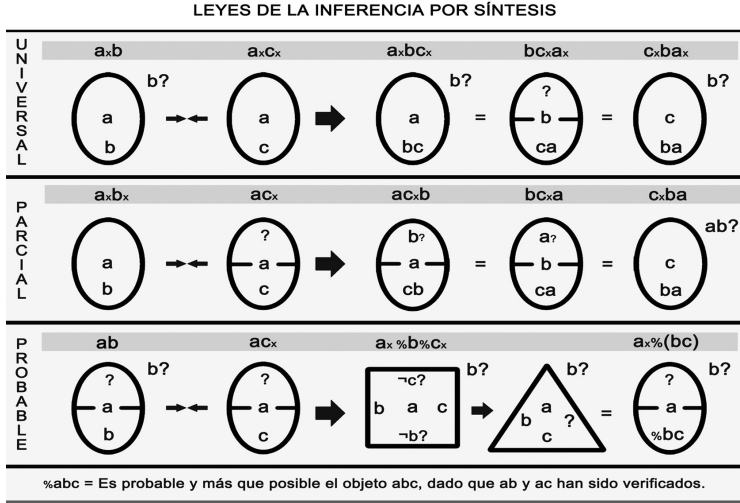 LEYES DE LA INFERENCIA POR SÍNTESIS
UNIVERSAL
axb axcx axbcx bcxax cxbax
b? b? b?
?
a a a = b = c
b c bc ca ba
PARCIAL
axbx acx acxb bcxa cxba
ab?
? b? a?
a a a = b = c
b c cb ca ba
PROBABLE
ab acx ax %b%cx ax%(bc)
b? b? b? b?
? ? ¬c? ?
a a b a c b a ? = a
b c ¬b? c %bc
%abc = Es probable y más que posible el objeto abc, dado que ab y ac han sido verificados.